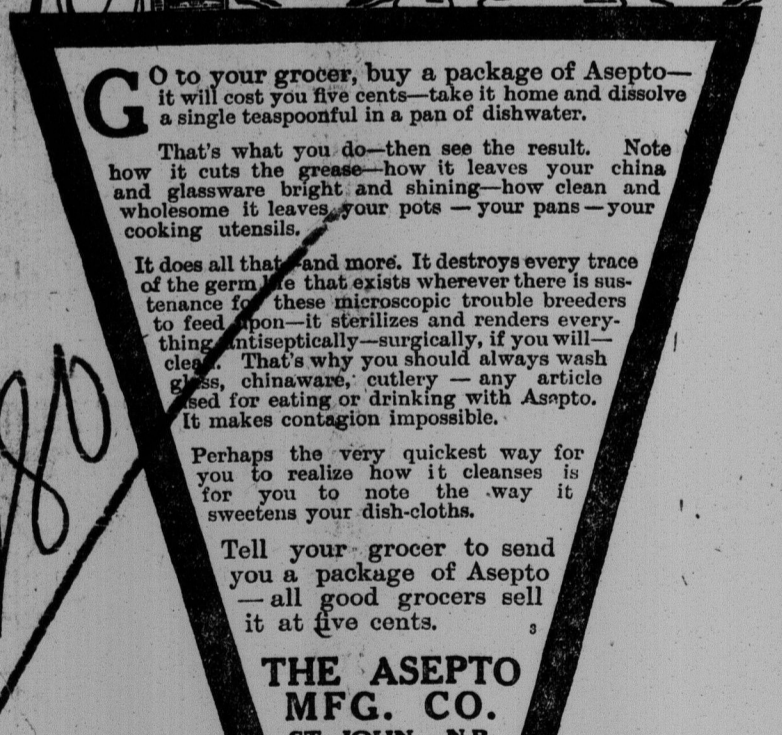 GO to your grocer, buy a package of Asepto—
it will cost you five cents—take it home and dissolve
a single teaspoonful in a pan of dishwater.
That's what you do—then see the result. Note
how it cuts the grease—how it leaves your china
and glassware bright and shining—how clean and
wholesome it leaves your pots — your pans — your
cooking utensils.
It does all that—and more. It destroys every trace
of the germ life that exists wherever there is sus-
tenance for these microscopic trouble breeders
to feed upon—it sterilizes and renders every-
thing antiseptically—surgically, if you will—
clean. That's why you should always wash
glass, chinaware, cutlery — any article
used for eating or drinking with Asepto.
It makes contagion impossible.
Perhaps the very quickest way for
you to realize how it cleanses is
for you to note the way it
sweetens your dish-cloths.
Tell your grocer to send
you a package of Asepto
— all good grocers sell
it at five cents. 3
THE ASEPTO
MFG. CO.
ST. JOHN, N.B.
80